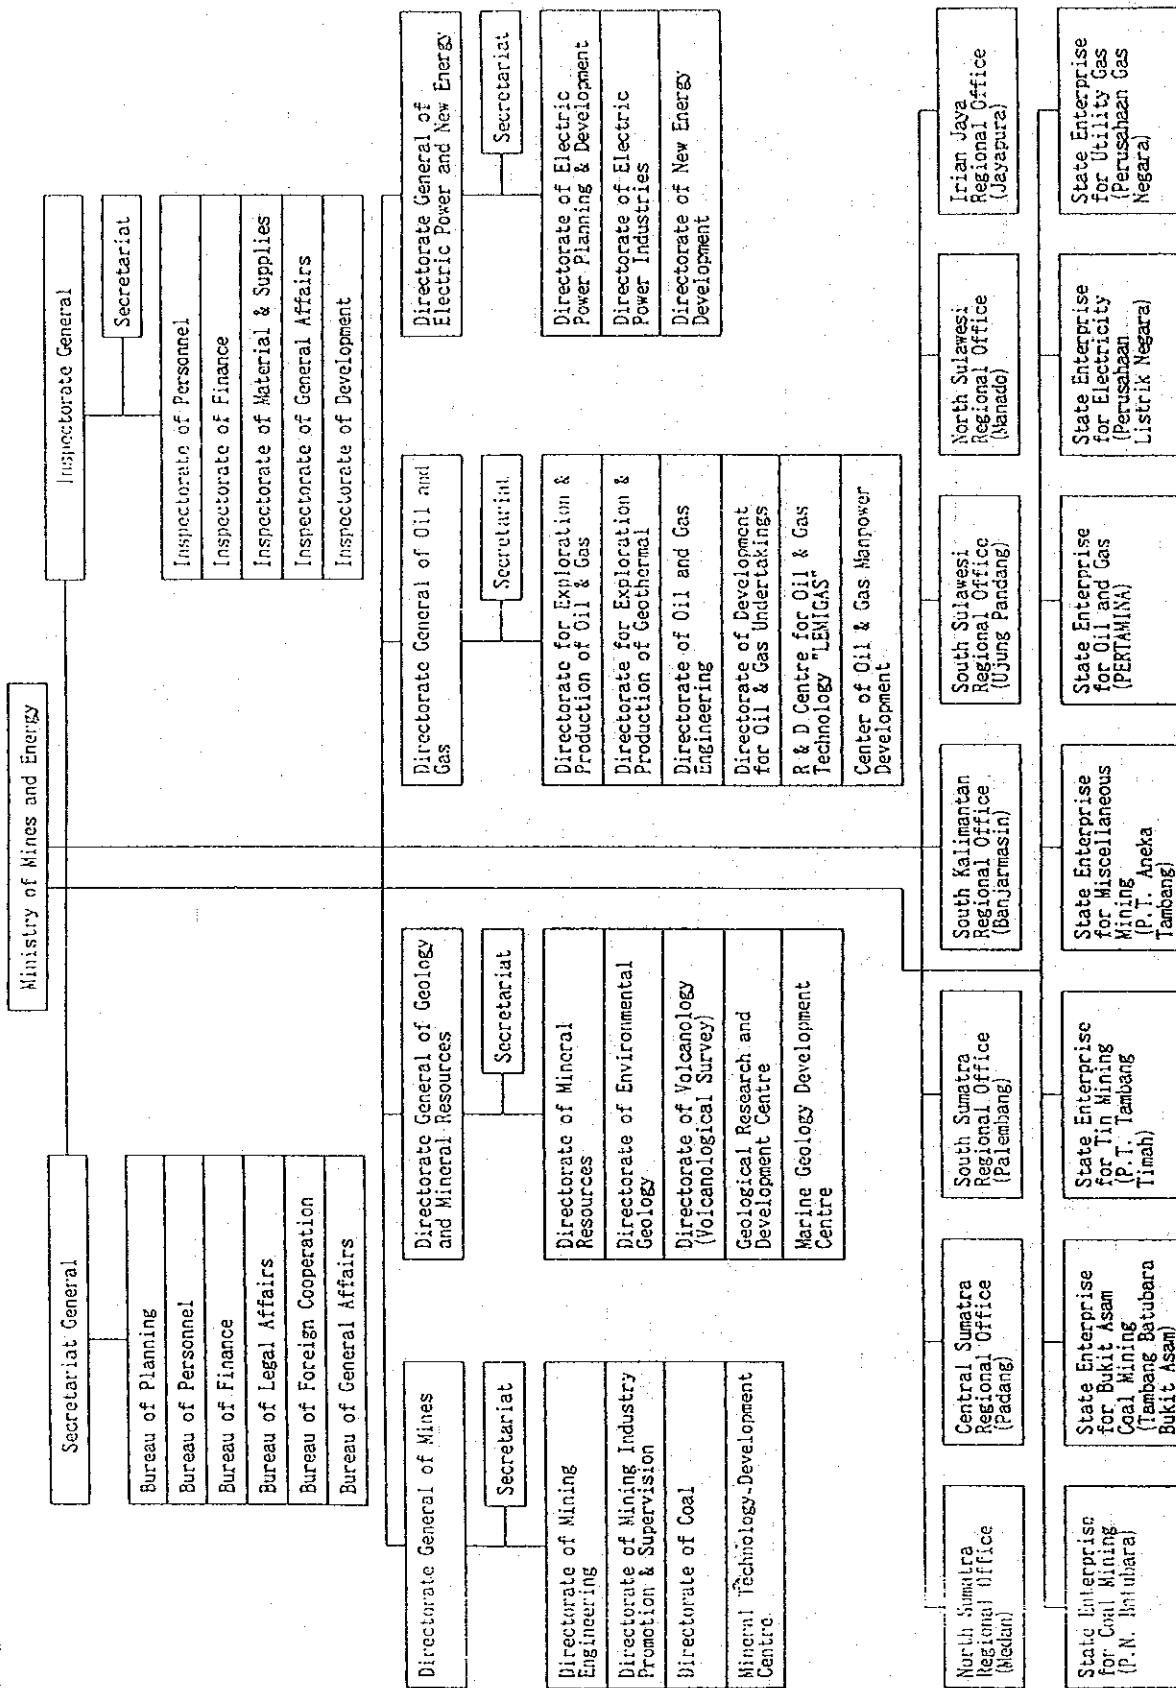 Ministry of Mines and Energy
Secretariat General
Bureau of Planning
Bureau of Personnel
Bureau of Finance
Bureau of Legal Affairs
Bureau of Foreign Cooperation
Bureau of General Affairs
Inspectorate General
Secretariat
Inspectorate of Personnel
Inspectorate of Finance
Inspectorate of Material & Supplies
Inspectorate of General Affairs
Inspectorate of Development
Directorate General of Mines
Secretariat
Directorate of Mining
Engineering
Directorate of Mining Industry
Promotion & Supervision
Directorate of Coal
Mineral Technology-Development
Centre
Directorate General of Geology
and Mineral Resources
Secretariat
Directorate of Mineral
Resources
Directorate of Environmental
Geology
Directorate of Volcanology
(Volcanological Survey)
Geological Research and
Development Centre
Marine Geology Development
Centre
Directorate General of Oil and
Gas
Secretariat
Directorate for Exploration &
Production of Oil & Gas
Directorate for Exploration &
Production of Geothermal
Directorate of Oil and Gas
Engineering
Directorate of Development
for Oil & Gas Undertakings
R & D Centre for Oil & Gas
Technology "LEMIGAS"
Center of Oil & Gas Manpower
Development
Directorate General of
Electric Power and New Energy
Secretariat
Directorate of Electric
Power Planning & Development
Directorate of Electric
Power Industries
Directorate of New Energy
Development
North Sumatra
Regional Office
(Medan)
Central Sumatra
Regional Office
(Padang)
South Sumatra
Regional Office
(Palembang)
South Kalimantan
Regional Office
(Banjarmasin)
South Sulawesi
Regional Office
(Ujung Pandang)
North Sulawesi
Regional Office
(Manado)
Irian Jaya
Regional Office
(Jayapura)
State Enterprise
for Coal Mining
(P.N. Batubara)
State Enterprise
for Bukit Asam
Coal Mining
(Tambang Batubara
Bukit Asam)
State Enterprise
for Tin Mining
(P.T. Tambang
Timah)
State Enterprise
for Miscellaneous
Mining
(P.T. Aneka
Tambang)
State Enterprise
for Oil and Gas
(PERTAMINA)
State Enterprise
for Electricity
(Perusahaan
Listrik Negara)
State Enterprise
for Utility Gas
(Perusahaan Gas
Negara)